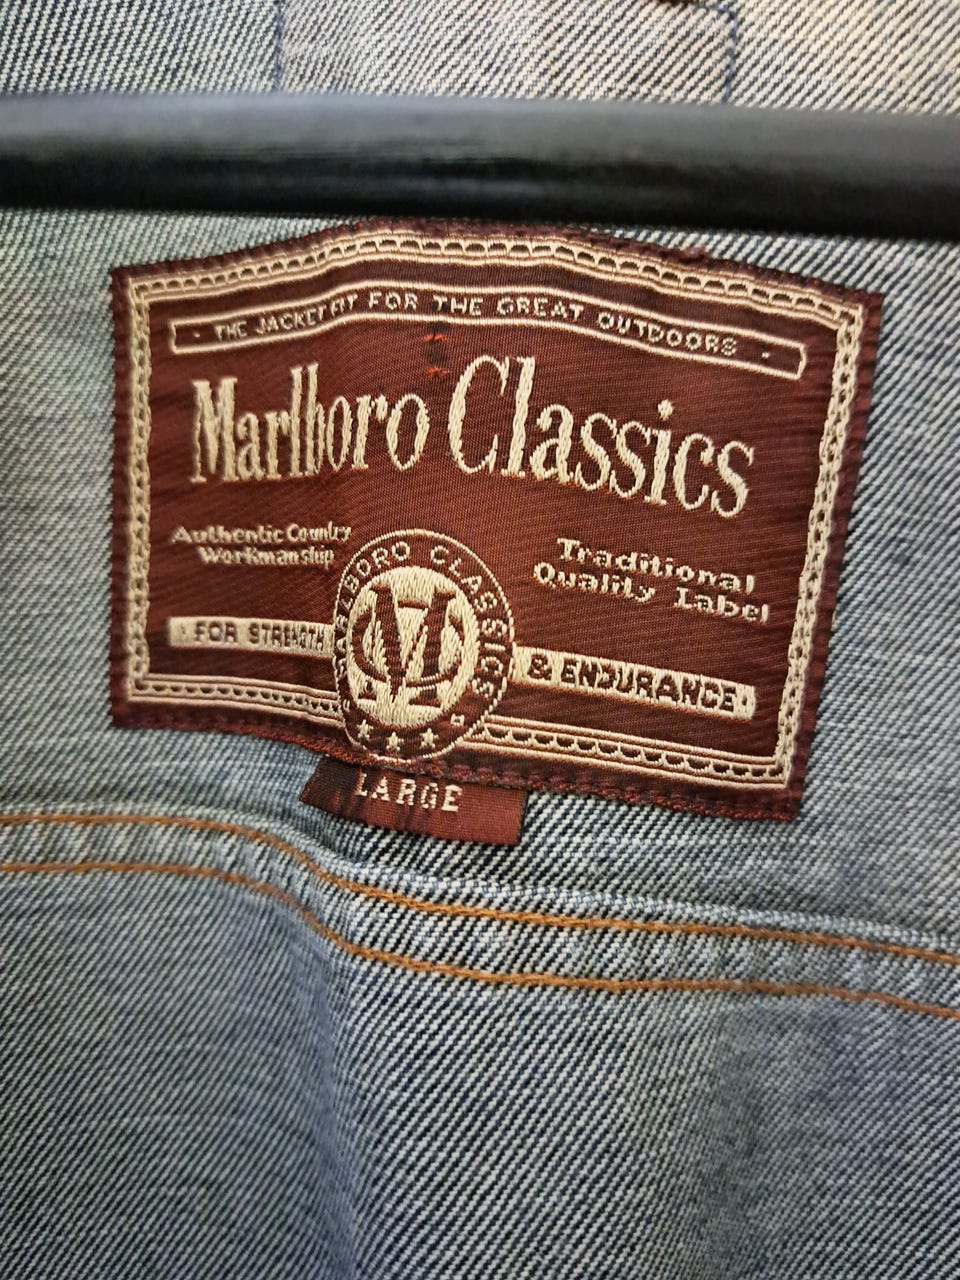 · THE JACKET FIT FOR THE GREAT OUTDOORS ·
Marlboro Classics
Authentic Country
Workmanship
Traditional
Quality Label
MARLBORO CLASSICS
MC
· FOR STRENGTH
& ENDURANCE ·
LARGE